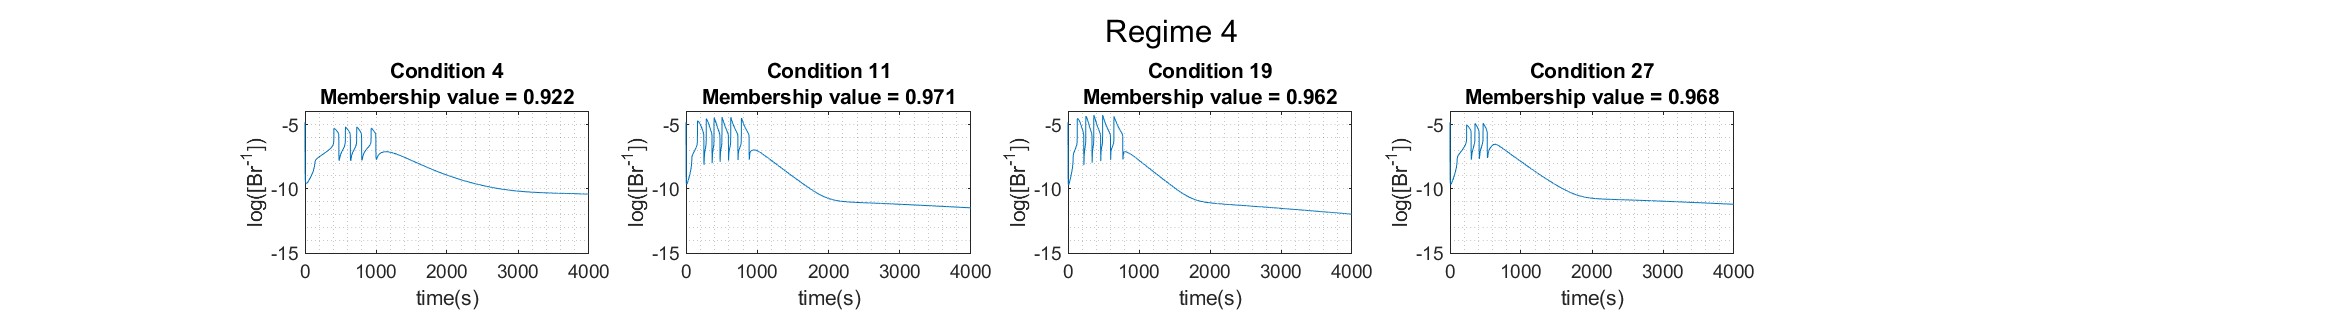 Regime 4
Condition 4
Membership value = 0.922
-5
-10
-15
log([Br-1])
0 1000 2000 3000 4000
time(s)
Condition 11
Membership value = 0.971
-5
-10
-15
log([Br-1])
0 1000 2000 3000 4000
time(s)
Condition 19
Membership value = 0.962
-5
-10
-15
log([Br-1])
0 1000 2000 3000 4000
time(s)
Condition 27
Membership value = 0.968
-5
-10
-15
log([Br-1])
0 1000 2000 3000 4000
time(s)